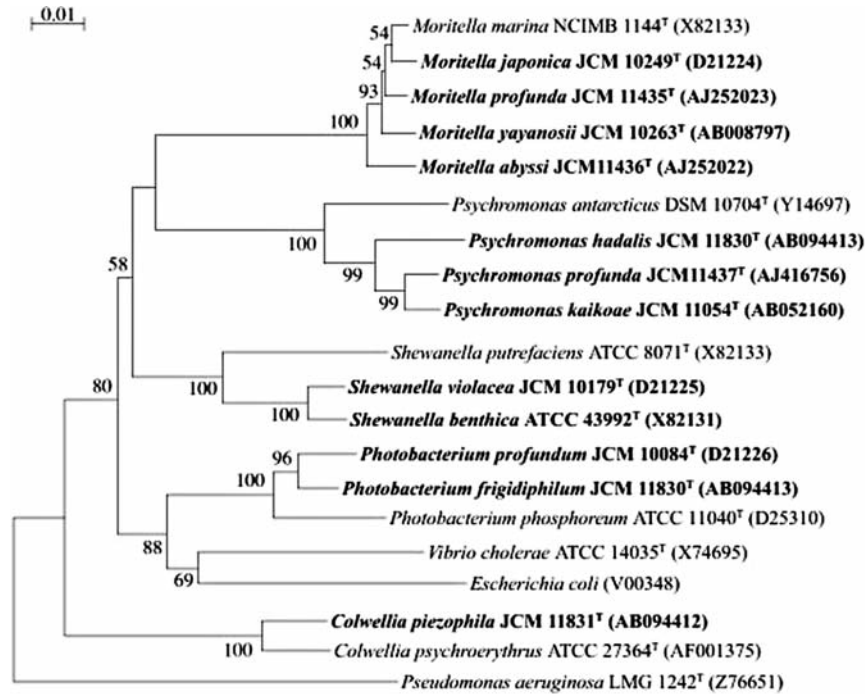 0.01
54
Moritella marina NCIMB 1144ᵀ (X82133)
54
Moritella japonica JCM 10249ᵀ (D21224)
93
Moritella profunda JCM 11435ᵀ (AJ252023)
100
Moritella yayanosii JCM 10263ᵀ (AB008797)
Moritella abyssi JCM11436ᵀ (AJ252022)
Psychromonas antarcticus DSM 10704ᵀ (Y14697)
100
Psychromonas hadalis JCM 11830ᵀ (AB094413)
58
99
Psychromonas profunda JCM11437ᵀ (AJ416756)
99
Psychromonas kaikoae JCM 11054ᵀ (AB052160)
Shewanella putrefaciens ATCC 8071ᵀ (X82133)
80
100
Shewanella violacea JCM 10179ᵀ (D21225)
100
Shewanella benthica ATCC 43992ᵀ (X82131)
96
Photobacterium profundum JCM 10084ᵀ (D21226)
100
Photobacterium frigidiphilum JCM 11830ᵀ (AB094413)
Photobacterium phosphoreum ATCC 11040ᵀ (D25310)
88
Vibrio cholerae ATCC 14035ᵀ (X74695)
69
Escherichia coli (V00348)
Colwellia piezophila JCM 11831ᵀ (AB094412)
100
Colwellia psychroerythrus ATCC 27364ᵀ (AF001375)
Pseudomonas aeruginosa LMG 1242ᵀ (Z76651)